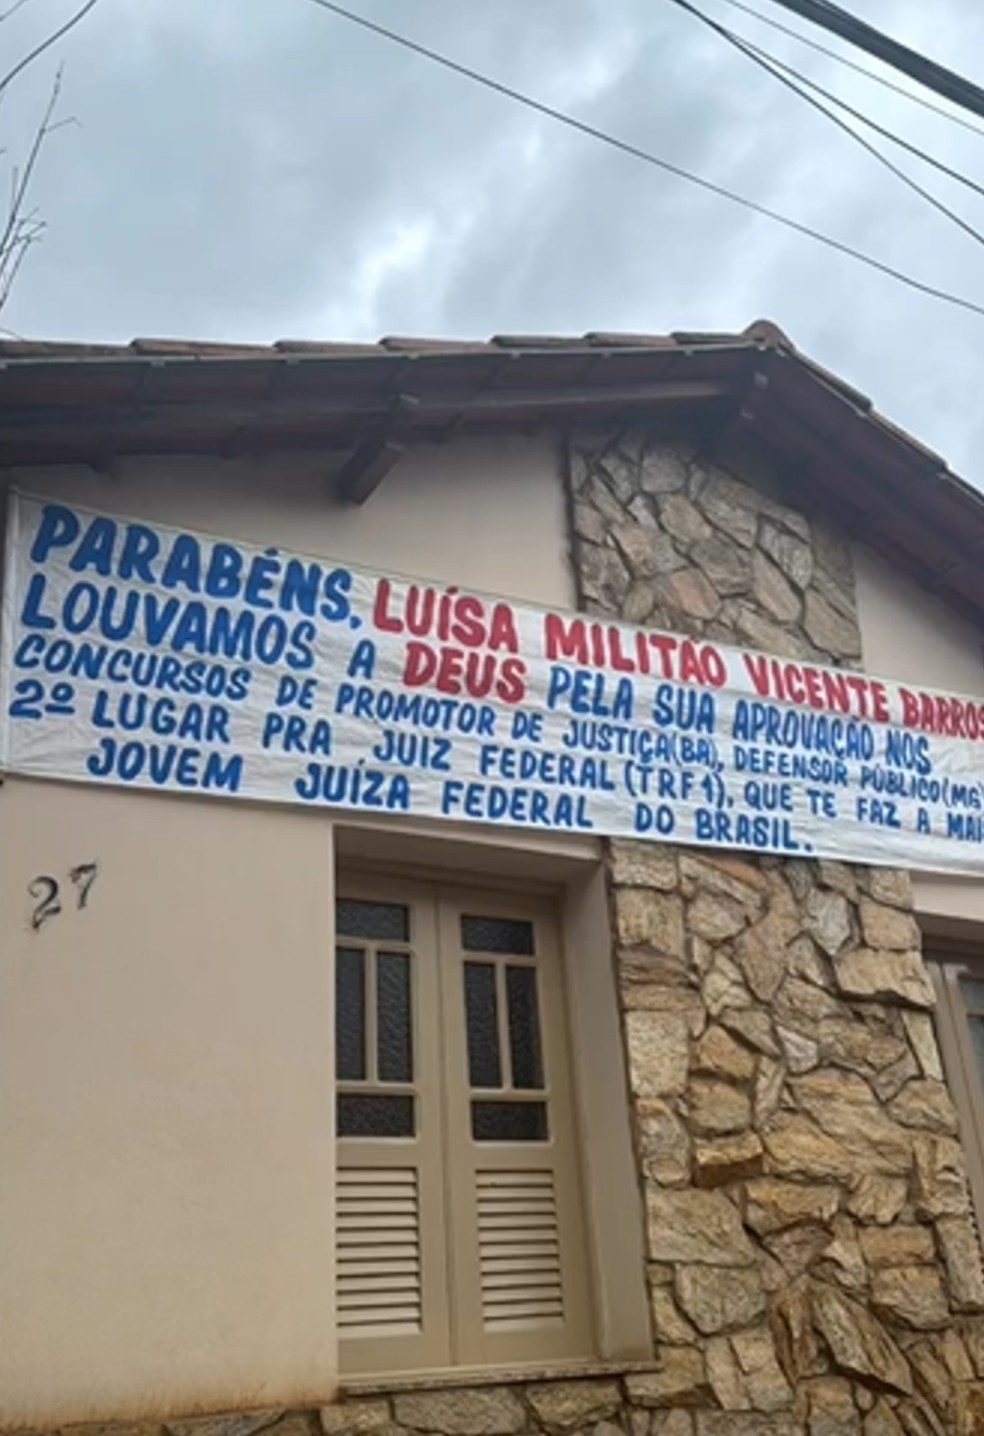 PARABÉNS, LUÍSA MILITÃO VICENTE BARROS
LOUVAMOS A DEUS PELA SUA APROVAÇÃO NOS
CONCURSOS DE PROMOTOR DE JUSTIÇA(BA), DEFENSOR PÚBLICO(MG)
2º LUGAR PRA JUIZ FEDERAL (TRF1), QUE TE FAZ A MAI
JOVEM JUÍZA FEDERAL DO BRASIL.
27